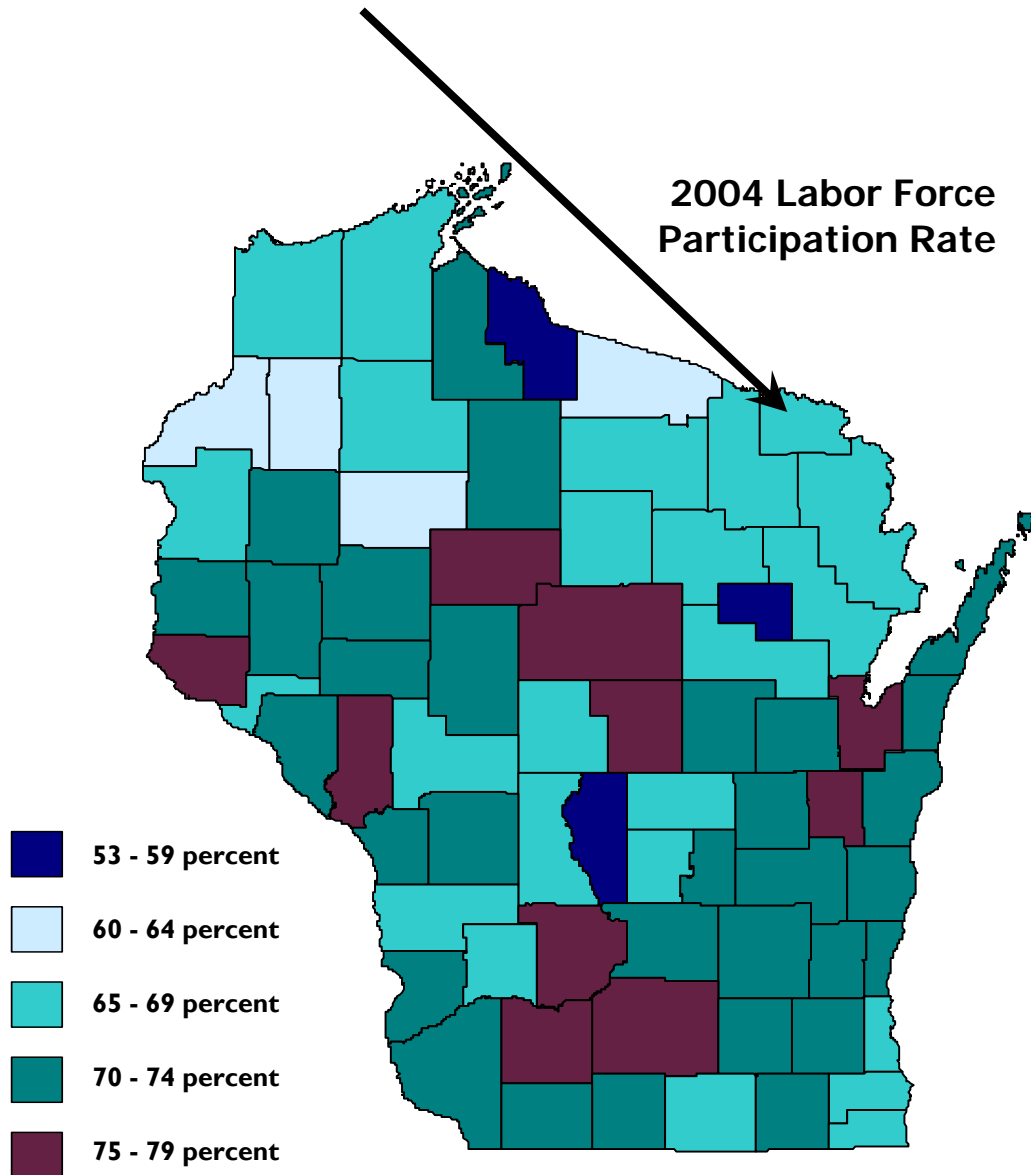 2004 Labor Force
Participation Rate
53 - 59 percent
60 - 64 percent
65 - 69 percent
70 - 74 percent
75 - 79 percent